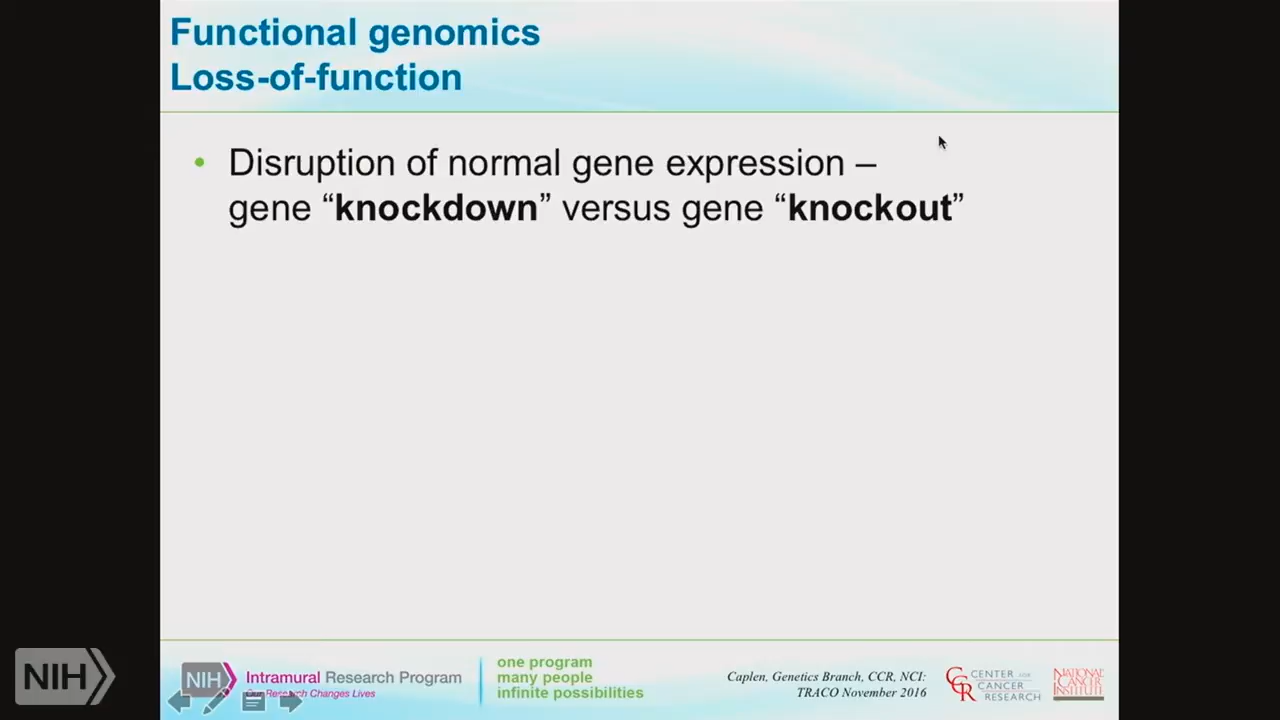 Functional genomics
Loss-of-function
• Disruption of normal gene expression –
gene “knockdown” versus gene “knockout”
NIH
NIH
Intramural Research Program
Our Research Changes Lives
one program
many people
infinite possibilities
Caplen, Genetics Branch, CCR, NCI:
TRACO November 2016
CCR
CENTER FOR
CANCER
RESEARCH
NATIONAL
CANCER
INSTITUTE